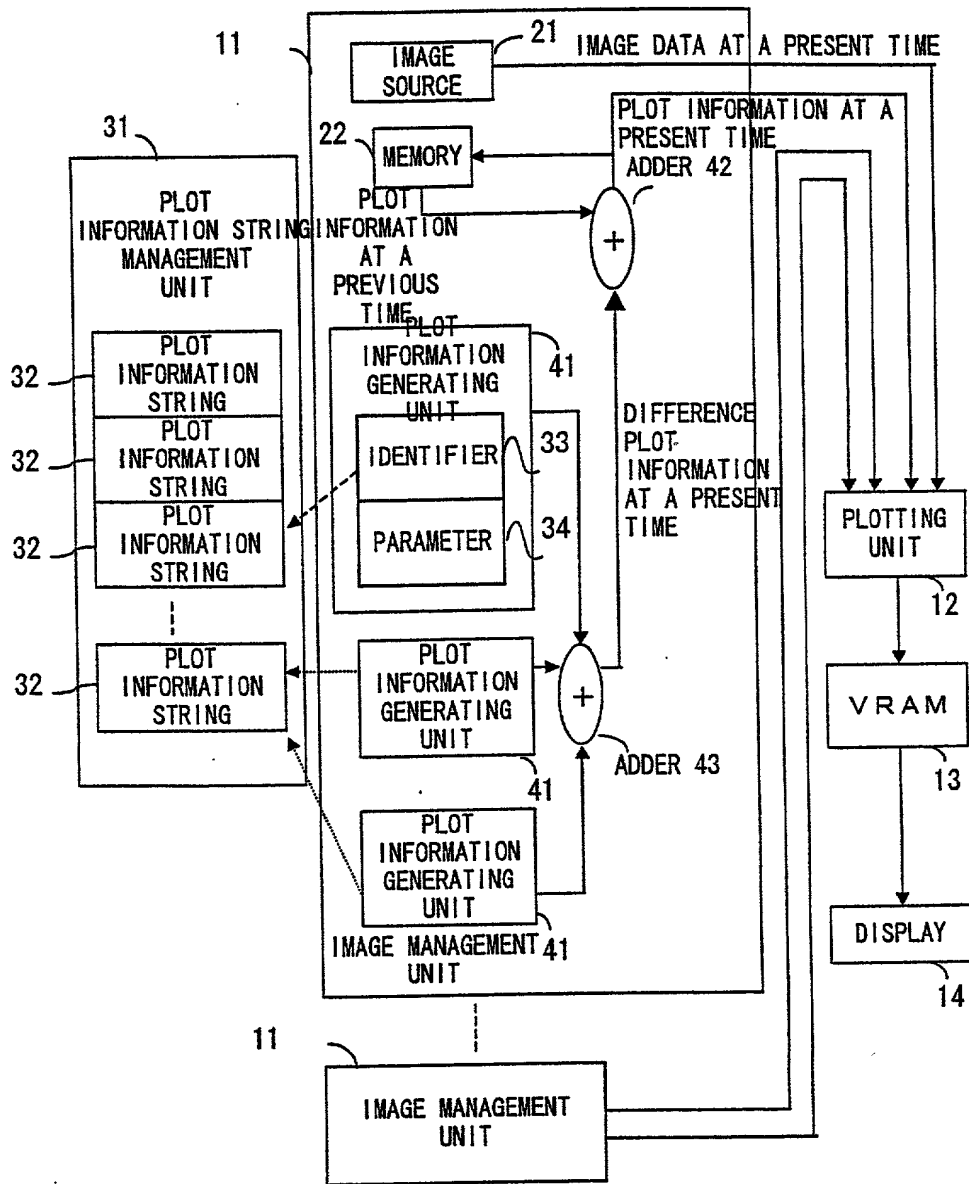 11
21
IMAGE DATA AT A PRESENT TIME
IMAGE
SOURCE
PLOT INFORMATION AT A
PRESENT TIME
ADDER 42
31
22
MEMORY
PLOT
INFORMATION STRING
MANAGEMENT
UNIT
PLOT
INFORMATION
AT A
PREVIOUS
TIME
+
PLOT
INFORMATION
GENERATING
UNIT
41
32
PLOT
INFORMATION
STRING
32
PLOT
INFORMATION
STRING
32
PLOT
INFORMATION
STRING
IDENTIFIER
33
PARAMETER
34
DIFFERENCE
PLOT
INFORMATION
AT A PRESENT
TIME
PLOTTING
UNIT
12
32
PLOT
INFORMATION
STRING
PLOT
INFORMATION
GENERATING
UNIT
41
+
ADDER 43
VRAM
13
PLOT
INFORMATION
GENERATING
UNIT
41
IMAGE MANAGEMENT
UNIT
DISPLAY
14
11
IMAGE MANAGEMENT
UNIT